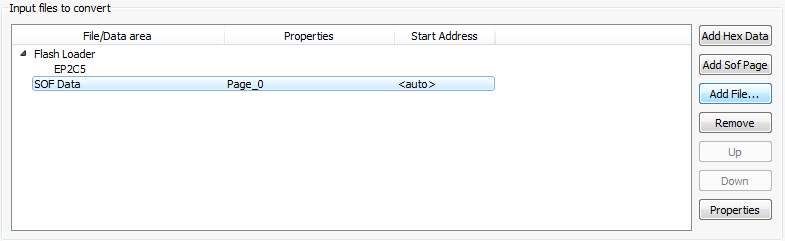 Input files to convert
File/Data area Properties Start Address
Flash Loader
EP2C5
SOF Data Page_0 <auto>
Add Hex Data
Add Sof Page
Add File...
Remove
Up
Down
Properties